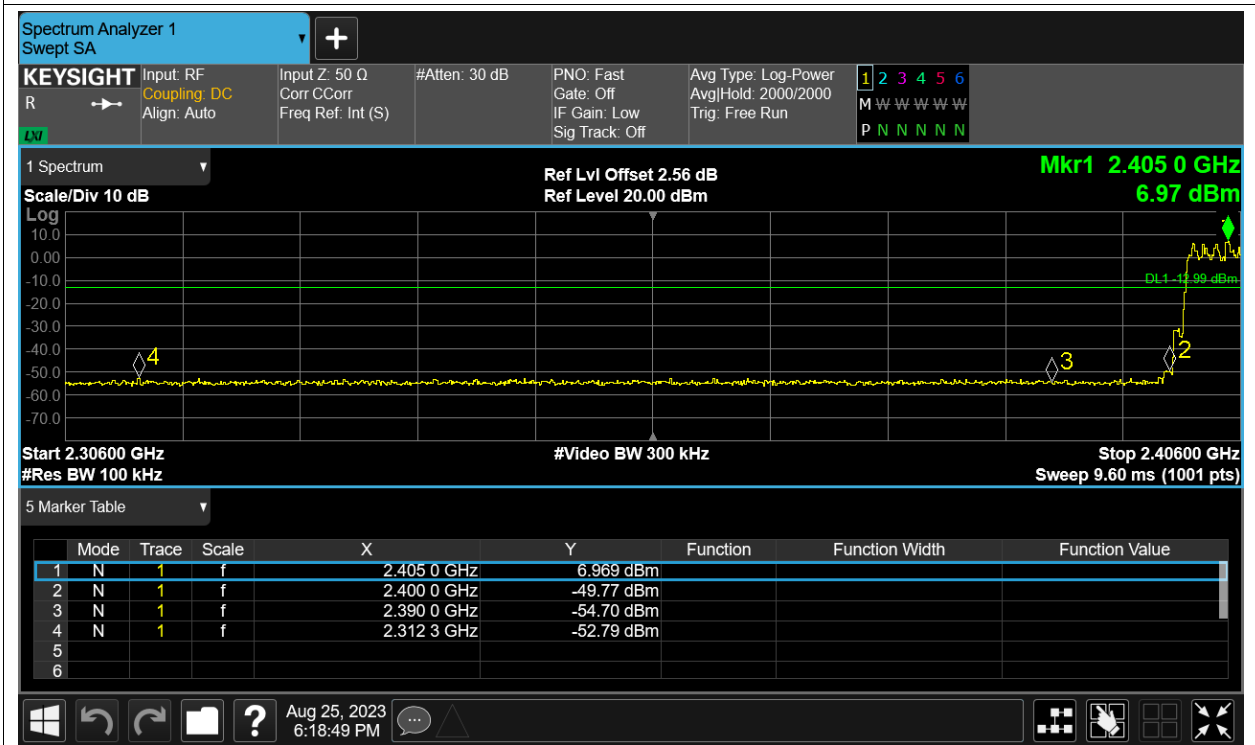 Spectrum Analyzer 1
Swept SA
KEYSIGHT Input: RF Input Z: 50 Ω #Atten: 30 dB PNO: Fast Avg Type: Log-Power 1 2 3 4 5 6
R Coupling: DC Corr CCorr Gate: Off Avg|Hold: 2000/2000 M W W W W W
Align: Auto Freq Ref: Int (S) IF Gain: Low Trig: Free Run
LXI Sig Track: Off P N N N N N
1 Spectrum Ref Lvl Offset 2.56 dB Mkr1 2.405 0 GHz
Scale/Div 10 dB Ref Level 20.00 dBm 6.97 dBm
Log
10.0
0.00
-10.0 DL1 -12.99 dBm
-20.0
-30.0
-40.0 4 3 2
-50.0
-60.0
-70.0
Start 2.30600 GHz #Video BW 300 kHz Stop 2.40600 GHz
#Res BW 100 kHz Sweep 9.60 ms (1001 pts)
5 Marker Table
Mode Trace Scale X Y Function Function Width Function Value
1 N 1 f 2.405 0 GHz 6.969 dBm
2 N 1 f 2.400 0 GHz -49.77 dBm
3 N 1 f 2.390 0 GHz -54.70 dBm
4 N 1 f 2.312 3 GHz -52.79 dBm
5
6
? Aug 25, 2023
6:18:49 PM